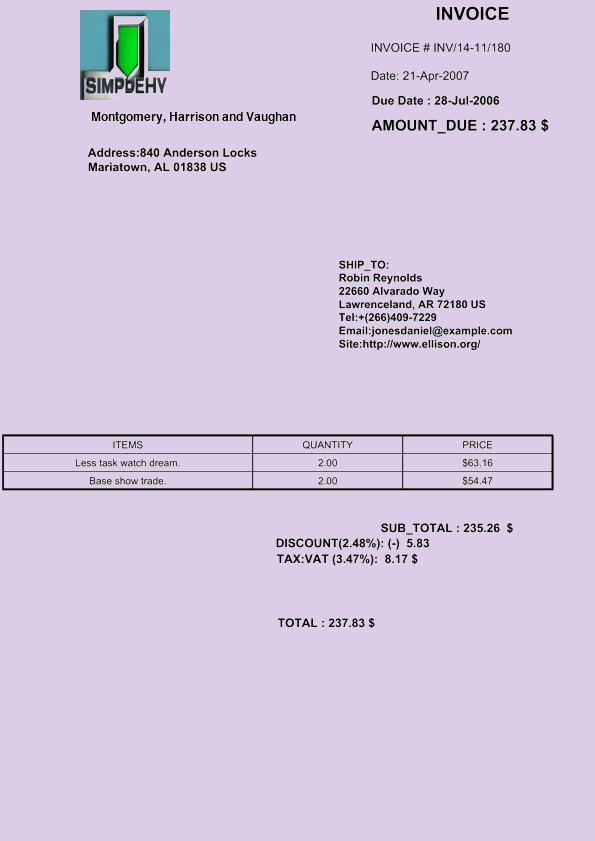 INVOICE
INVOICE # INV/14-11/180
Date: 21-Apr-2007
Due Date : 28-Jul-2006
AMOUNT_DUE : 237.83 $
SIMPDEHY
Montgomery, Harrison and Vaughan
Address:840 Anderson Locks
Mariatown, AL 01838 US
SHIP_TO:
Robin Reynolds
22660 Alvarado Way
Lawrenceland, AR 72180 US
Tel:+(266)409-7229
Email:jonesdaniel@example.com
Site:http://www.ellison.org/
ITEMS QUANTITY PRICE
Less task watch dream. 2.00 $63.16
Base show trade. 2.00 $54.47
SUB_TOTAL : 235.26 $
DISCOUNT(2.48%): (-) 5.83
TAX:VAT (3.47%): 8.17 $
TOTAL : 237.83 $